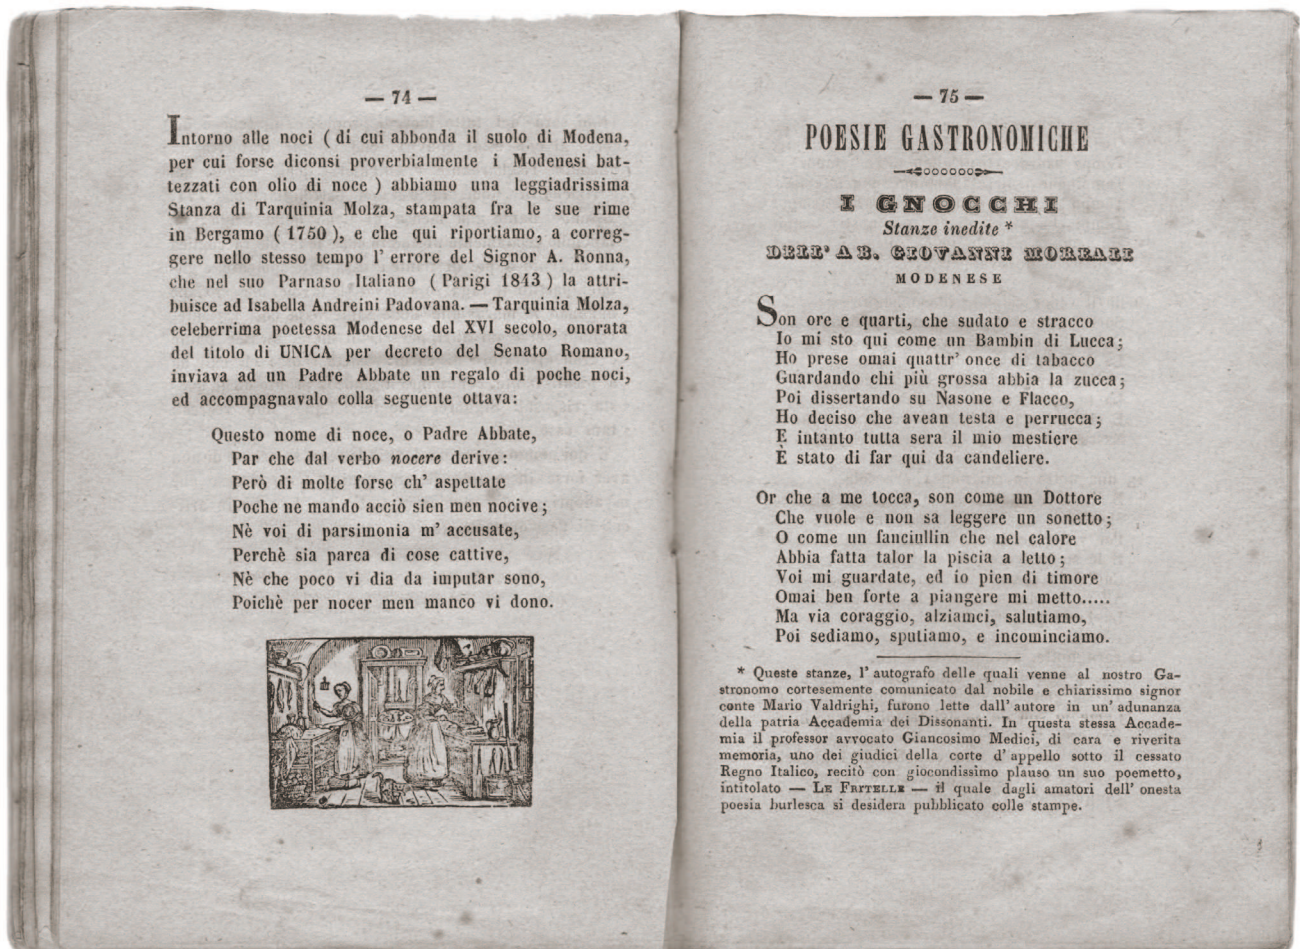 — 74 —
Intorno alle noci ( di cui abbonda il suolo di Modena,
per cui forse diconsi proverbialmente i Modenesi bat-
tezzati con olio di noce ) abbiamo una leggiadrissima
Stanza di Tarquinia Molza, stampata fra le sue rime
in Bergamo ( 1750 ), e che qui riportiamo, a correg-
gere nello stesso tempo l' errore del Signor A. Ronna,
che nel suo Parnaso Italiano ( Parigi 1843 ) la attri-
buisce ad Isabella Andreini Padovana. — Tarquinia Molza,
celeberrima poetessa Modenese del XVI secolo, onorata
del titolo di UNICA per decreto del Senato Romano,
inviava ad un Padre Abbate un regalo di poche noci,
ed accompagnavalo colla seguente ottava:
Questo nome di noce, o Padre Abbate,
Par che dal verbo nocere derive:
Però di molte forse ch' aspettate
Poche ne mando acciò sien men nocive;
Nè voi di parsimonia m' accusate,
Perchè sia parca di cose cattive,
Nè che poco vi dia da imputar sono,
Poichè per nocer men manco vi dono.
— 75 —
POESIE GASTRONOMICHE
I GNOCCHI
Stanze inedite *
DELL' AB. GIOVANNI MOREALI
MODENESE
Son ore e quarti, che sudato e stracco
Io mi sto qui come un Bambin di Lucca;
Ho prese omai quattr' once di tabacco
Guardando chi più grossa abbia la zucca;
Poi dissertando su Nasone e Flacco,
Ho deciso che avean testa e perrucca;
E intanto tutta sera il mio mestiere
È stato di far qui da candeliere.
Or che a me tocca, son come un Dottore
Che vuole e non sa leggere un sonetto;
O come un fanciullin che nel calore
Abbia fatta talor la piscia a letto;
Voi mi guardate, ed io pien di timore
Omai ben forte a piangere mi metto.....
Ma via coraggio, alziamci, salutiamo,
Poi sediamo, sputiamo, e incominciamo.
* Queste stanze, l' autografo delle quali venne al nostro Ga-
stronomo cortesemente comunicato dal nobile e chiarissimo signor
conte Mario Valdrighi, furono lette dall' autore in un' adunanza
della patria Accademia dei Dissonanti. In questa stessa Accade-
mia il professor avvocato Giancosimo Medici, di cara e riverita
memoria, uno dei giudici della corte d' appello sotto il cessato
Regno Italico, recitò con giocondissimo plauso un suo poemetto,
intitolato — LE FRITELLE — il quale dagli amatori dell' onesta
poesia burlesca si desidera pubblicato colle stampe.